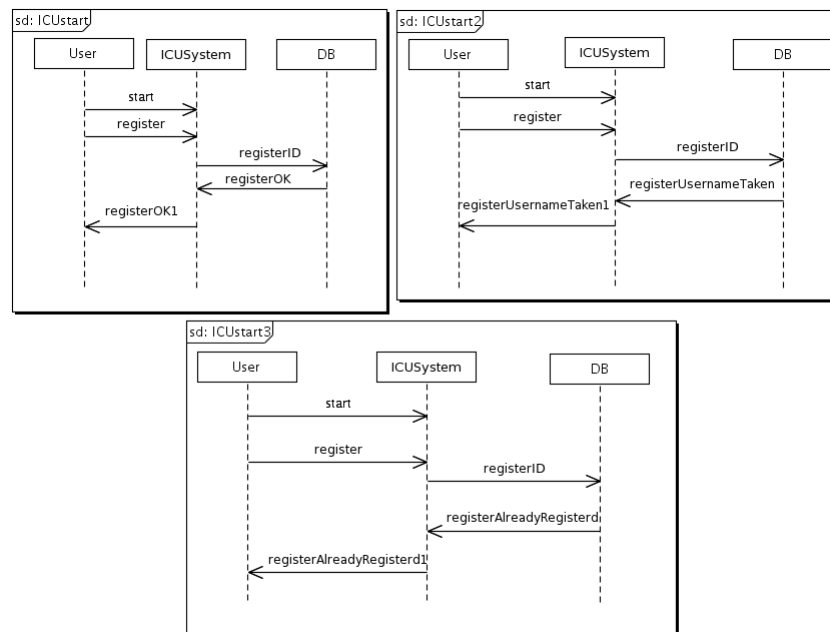 sd: ICUstart
User
ICUSystem
DB
start
register
registerID
registerOK
registerOK1
sd: ICUstart2
User
ICUSystem
DB
start
register
registerID
registerUsernameTaken
registerUsernameTaken1
sd: ICUstart3
User
ICUSystem
DB
start
register
registerID
registerAlreadyRegisterd
registerAlreadyRegisterd1